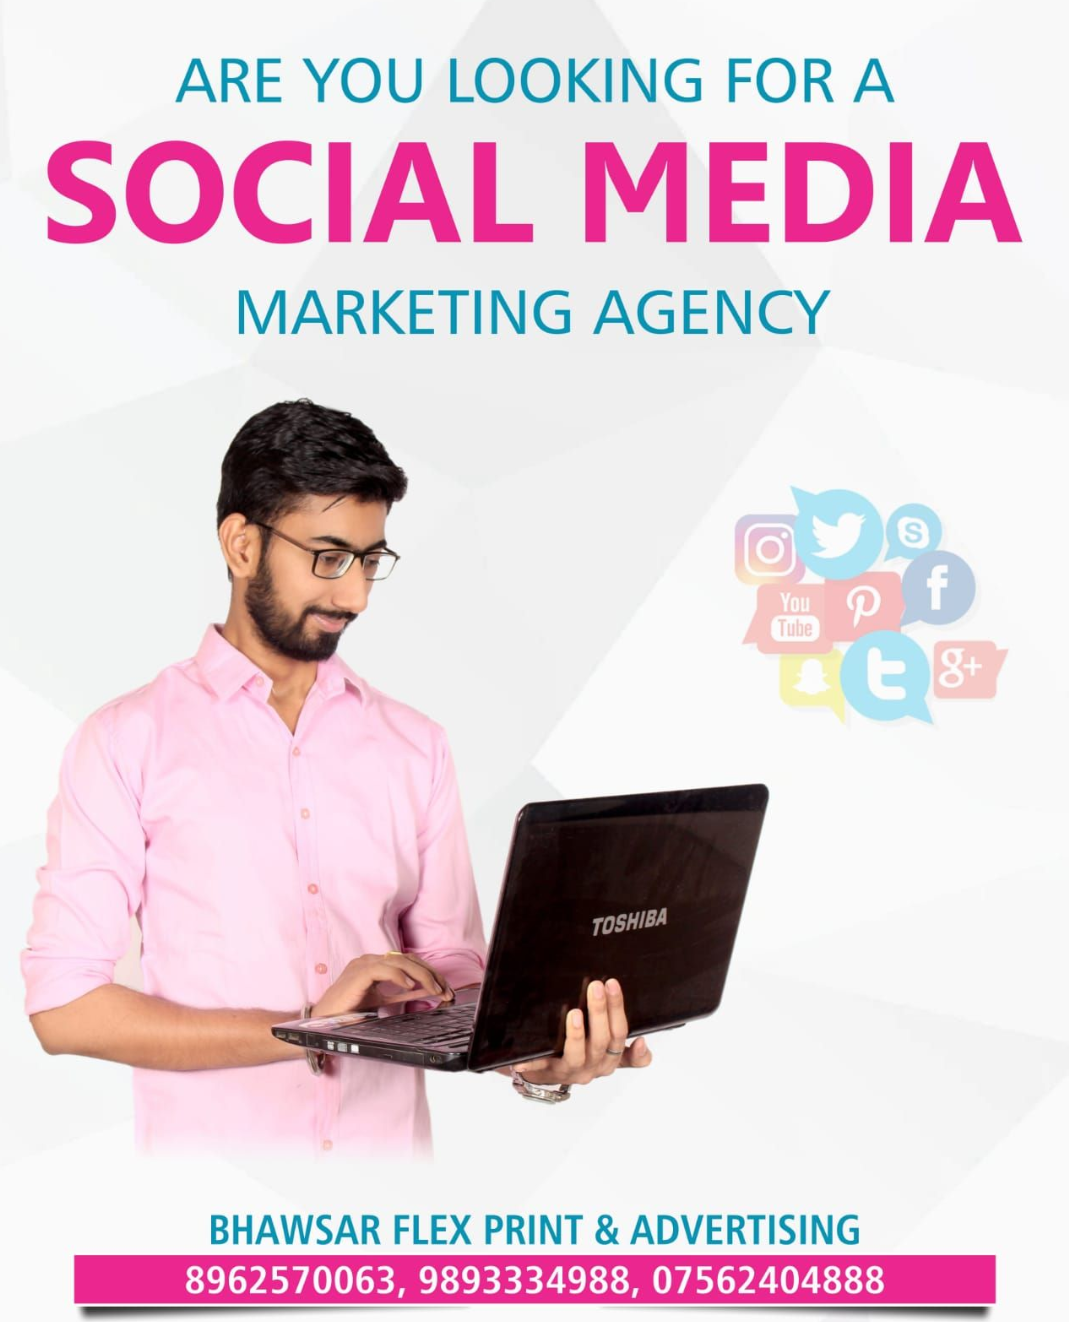 ARE YOU LOOKING FOR A
SOCIAL MEDIA
MARKETING AGENCY
S
f
You
Tube
t
g+
TOSHIBA
BHAWSAR FLEX PRINT & ADVERTISING
8962570063, 9893334988, 07562404888